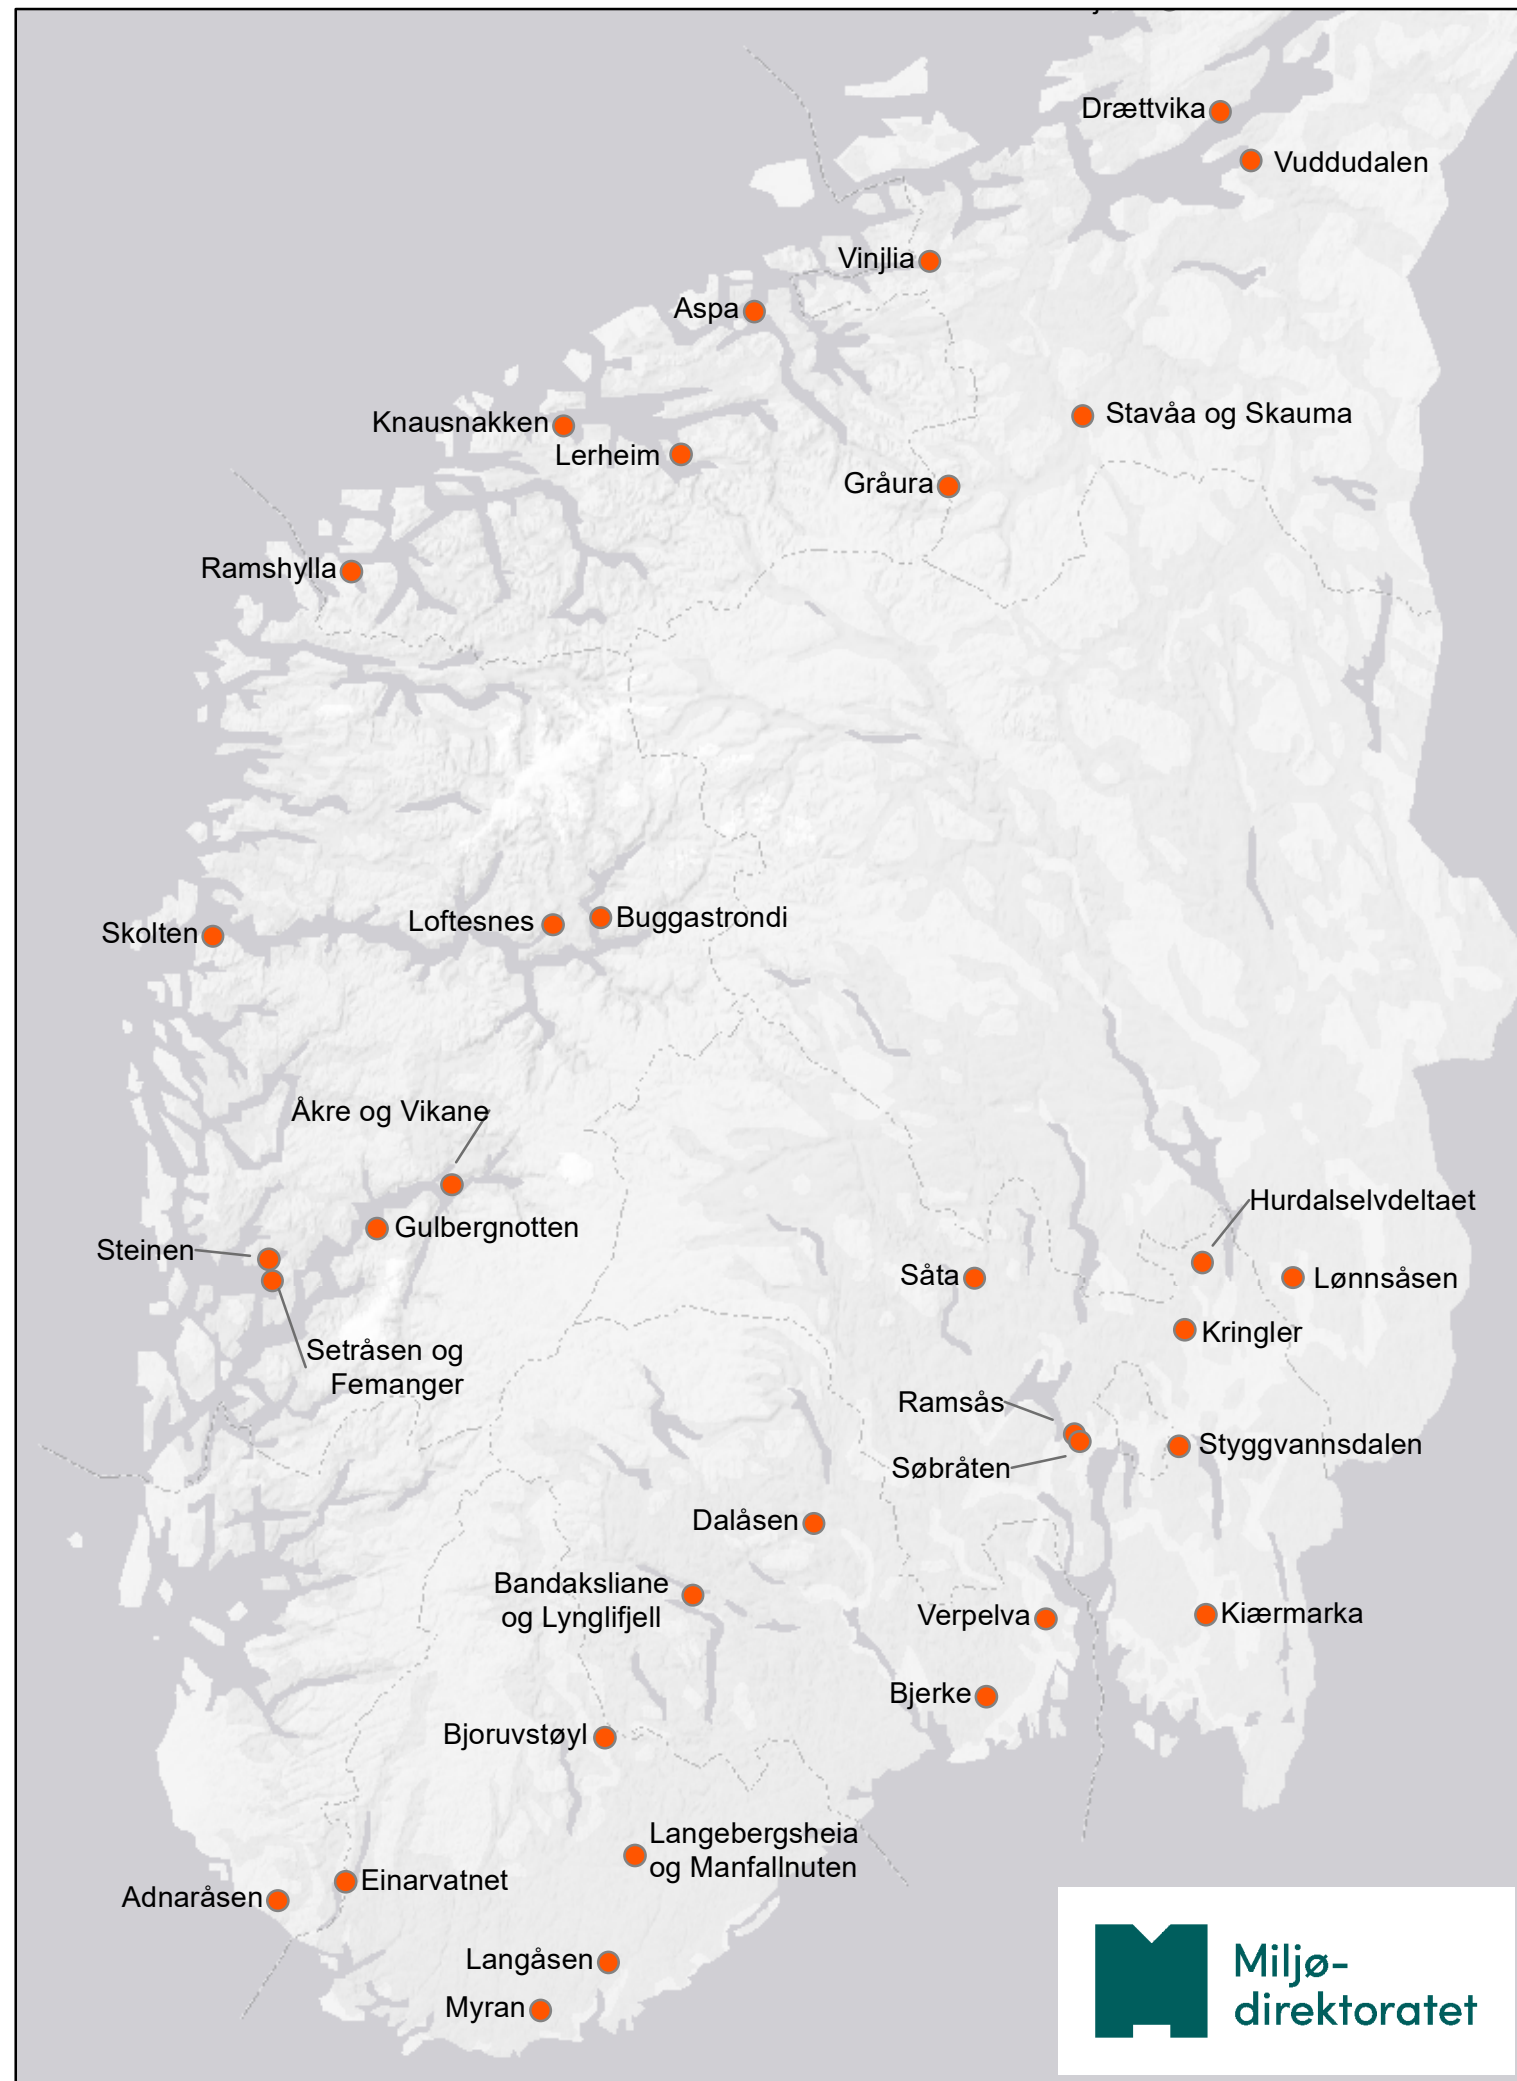 Drættvika
Vuddudalen
Vinjlia
Aspa
Knausnakken
Stavåa og Skauma
Lerheim
Gråura
Ramshylla
Loftesnes
Buggastrondi
Skolten
Åkre og Vikane
Hurdalselvdeltaet
Gulbergnotten
Steinen
Såta
Lønnsåsen
Kringler
Setråsen og
Femanger
Ramsås
Styggvannsdalen
Søbråten
Dalåsen
Bandaksliane
og Lynglifjell
Verpelva
Kiærmarka
Bjerke
Bjoruvstøyl
Langebergsheia
og Manfallnuten
Einarvatnet
Adnaråsen
Langåsen
Myran
Miljø-
direktoratet